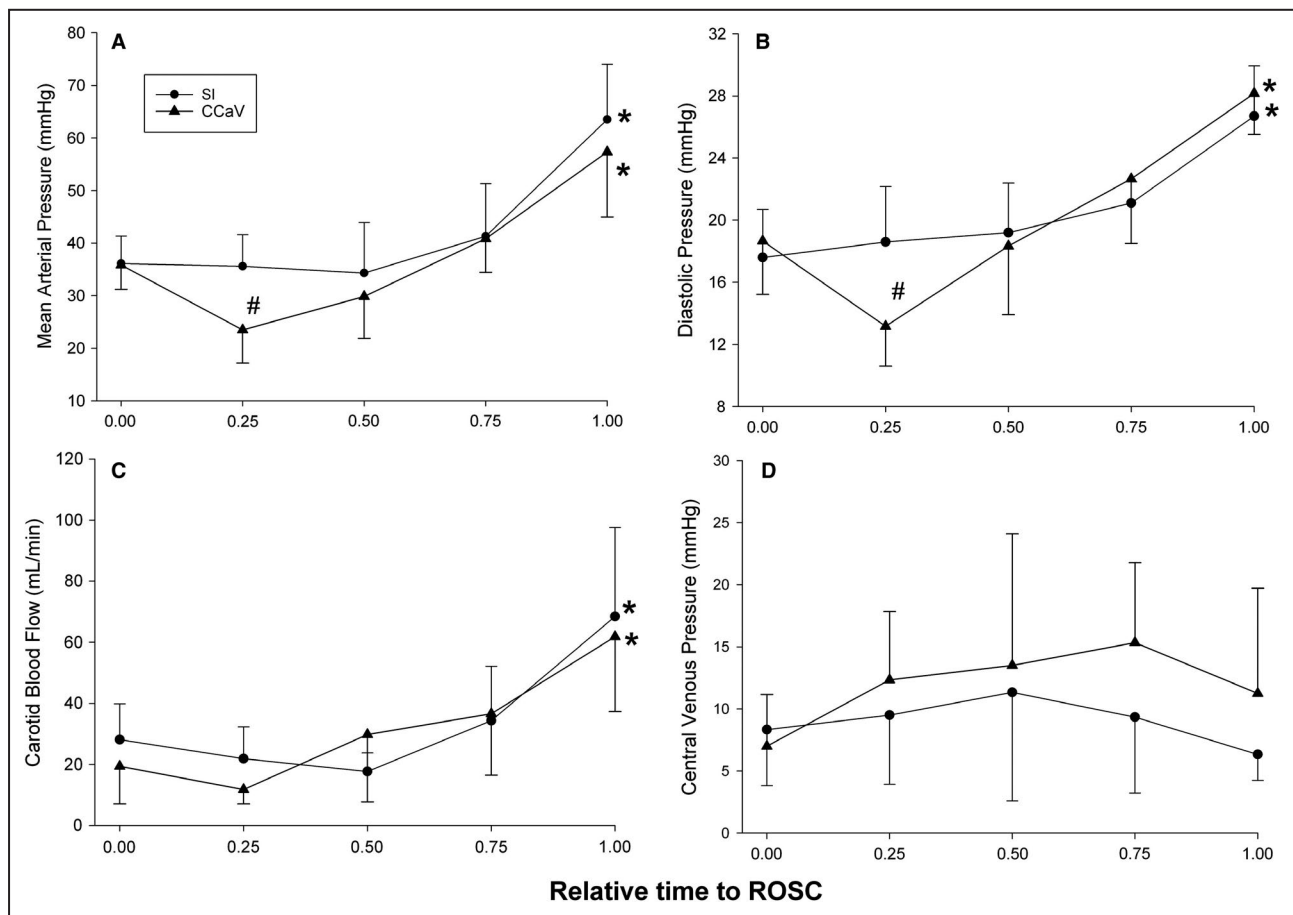 A
SI
CCaV
Mean Arterial Pressure (mmHg)
80
70
60
50
40
30
20
10
#
*
*
0.00 0.25 0.50 0.75 1.00
B
Diastolic Pressure (mmHg)
32
28
24
20
16
12
8
#
*
*
0.00 0.25 0.50 0.75 1.00
C
Carotid Blood Flow (mL/min)
120
100
80
60
40
20
0
*
*
0.00 0.25 0.50 0.75 1.00
D
Central Venous Pressure (mmHg)
30
25
20
15
10
5
0
0.00 0.25 0.50 0.75 1.00
Relative time to ROSC